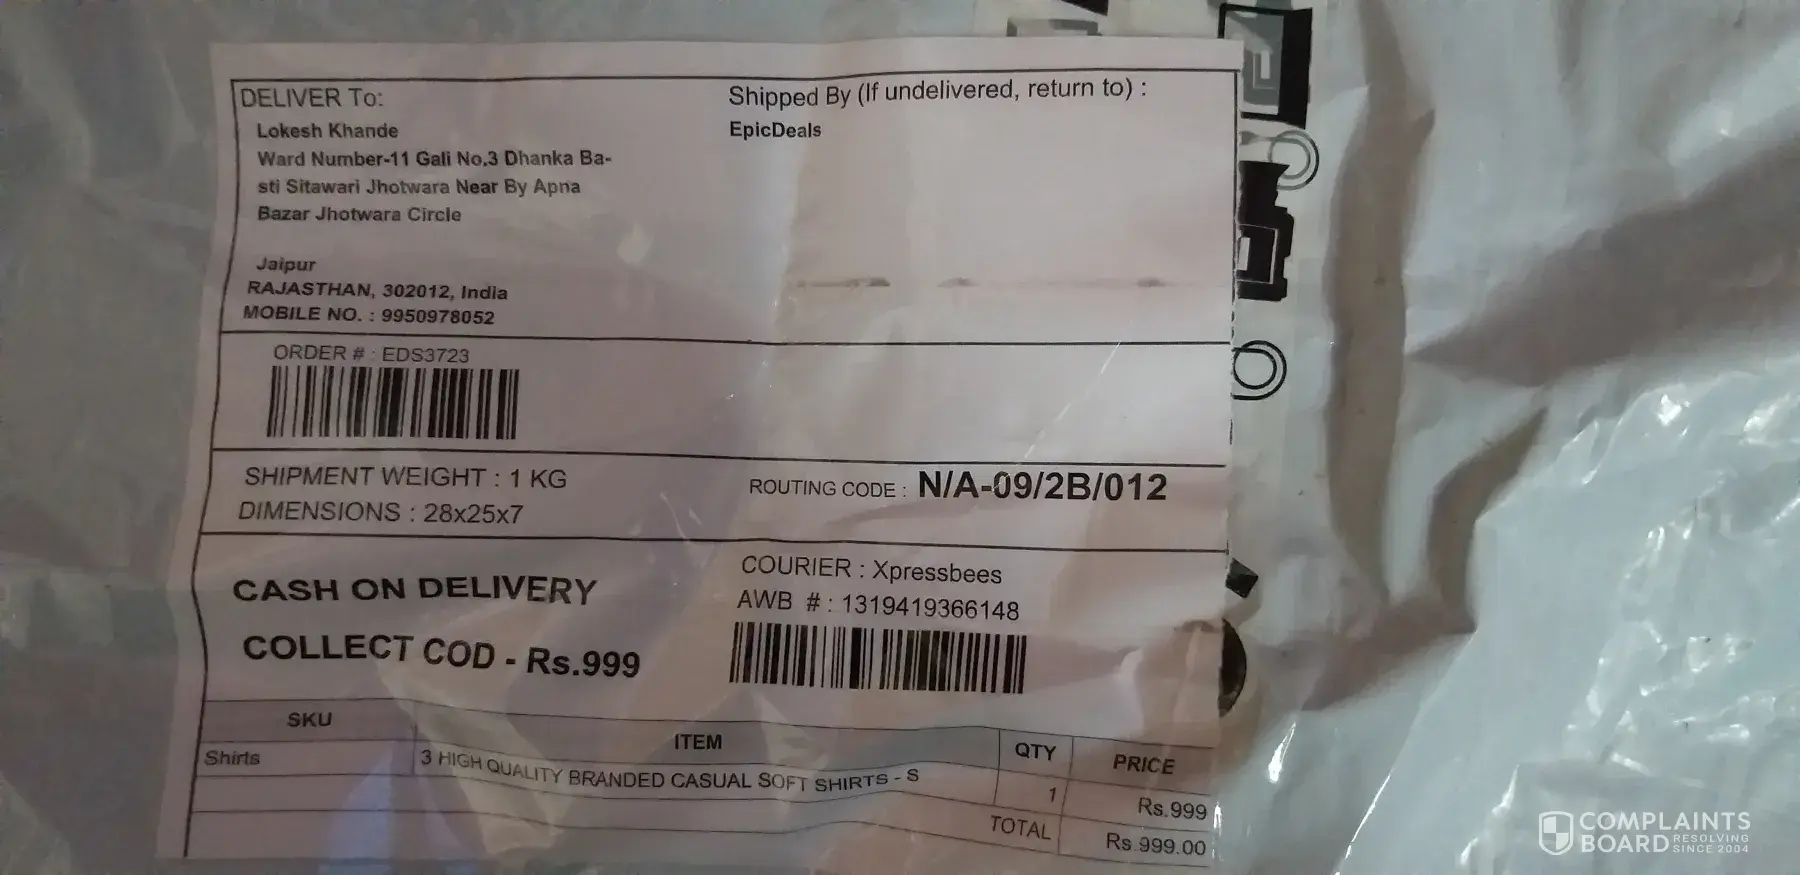 DELIVER To:
Lokesh Khande
Ward Number-11 Gali No,3 Dhanka Ba-
sti Sitawari Jhotwara Near By Apna
Bazar Jhotwara Circle
Jaipur
RAJASTHAN, 302012, India
MOBILE NO. : 9950978052
Shipped By (If undelivered, return to) :
EpicDeals
ORDER # : EDS3723
SHIPMENT WEIGHT : 1 KG
DIMENSIONS : 28x25x7
ROUTING CODE : N/A-09/2B/012
CASH ON DELIVERY
COLLECT COD - Rs.999
COURIER : Xpressbees
AWB # : 1319419366148
SKU ITEM QTY PRICE
Shirts 3 HIGH QUALITY BRANDED CASUAL SOFT SHIRTS - S 1 Rs.999
TOTAL Rs.999.00
COMPLAINTS
BOARD RESOLVING
SINCE 2004